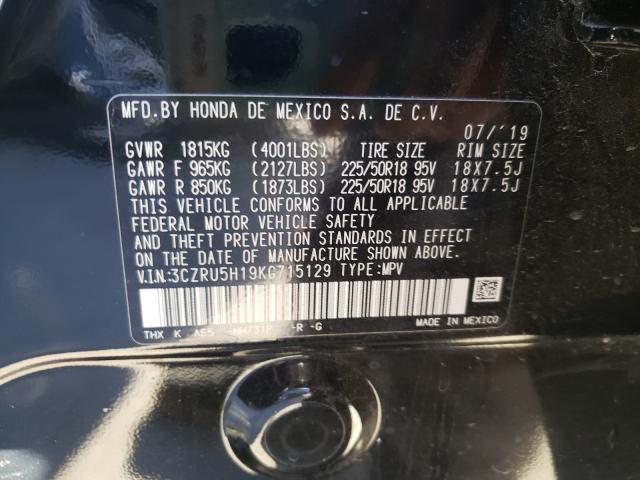 MFD.BY HONDA DE MEXICO S.A. DE C.V.
07/'19
GVWR 1815KG (4001LBS) TIRE SIZE RIM SIZE
GAWR F 965KG (2127LBS) 225/50R18 95V 18X7.5J
GAWR R 850KG (1873LBS) 225/50R18 95V 18X7.5J
THIS VEHICLE CONFORMS TO ALL APPLICABLE
FEDERAL MOTOR VEHICLE SAFETY
AND THEFT PREVENTION STANDARDS IN EFFECT
ON THE DATE OF MANUFACTURE SHOWN ABOVE.
V.I.N:3CZRU5H19KG715129 TYPE:MPV
THX K AE5 -NH731P -R -G
MADE IN MEXICO